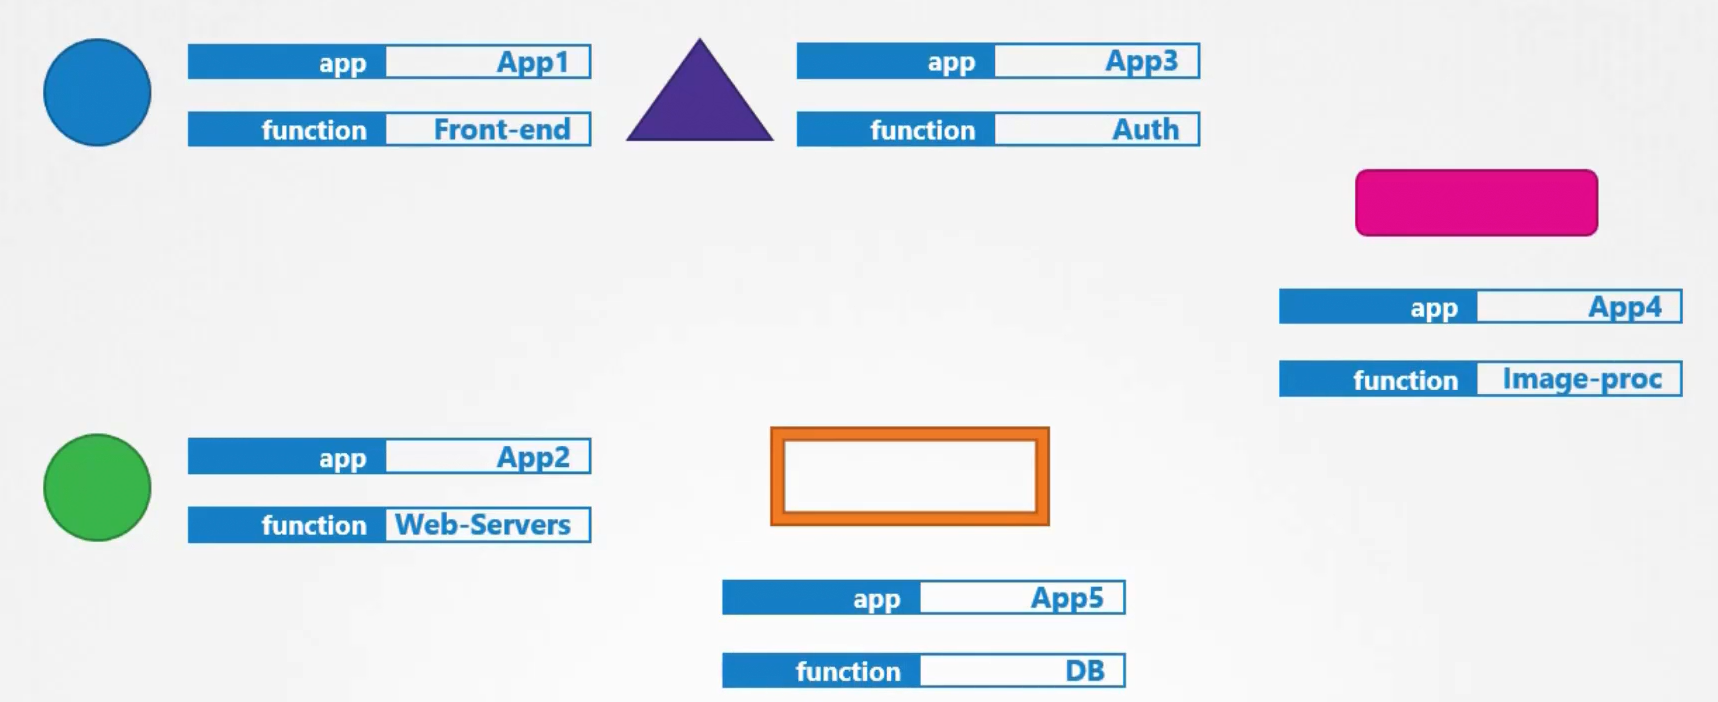 app App1
function Front-end
app App3
function Auth
app App4
function Image-proc
app App2
function Web-Servers
app App5
function DB